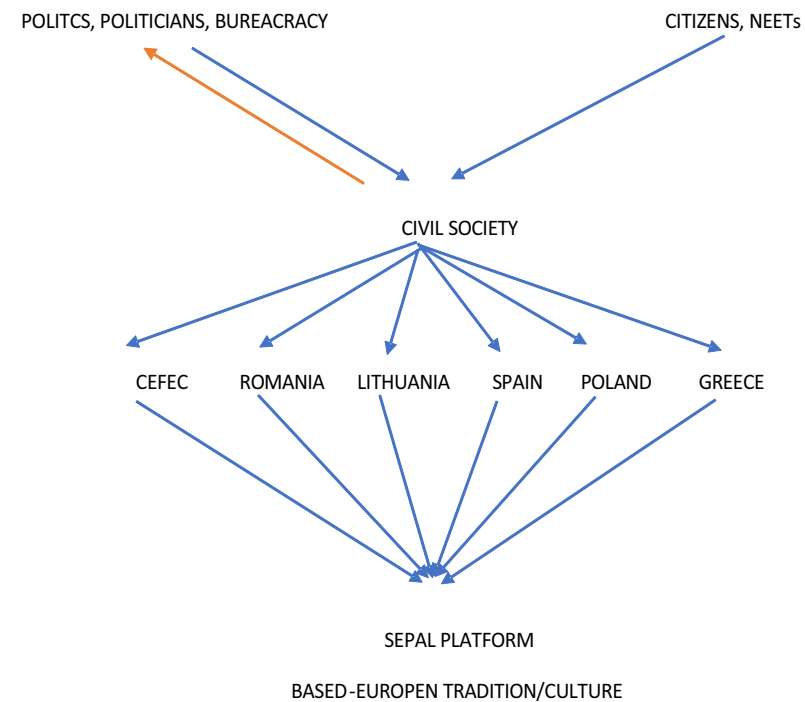 POLITCS, POLITICIANS, BUREACRACY CITIZENS, NEETs
CIVIL SOCIETY
CEFEC ROMANIA LITHUANIA SPAIN POLAND GREECE
SEPAL PLATFORM
BASED-EUROPEN TRADITION/CULTURE